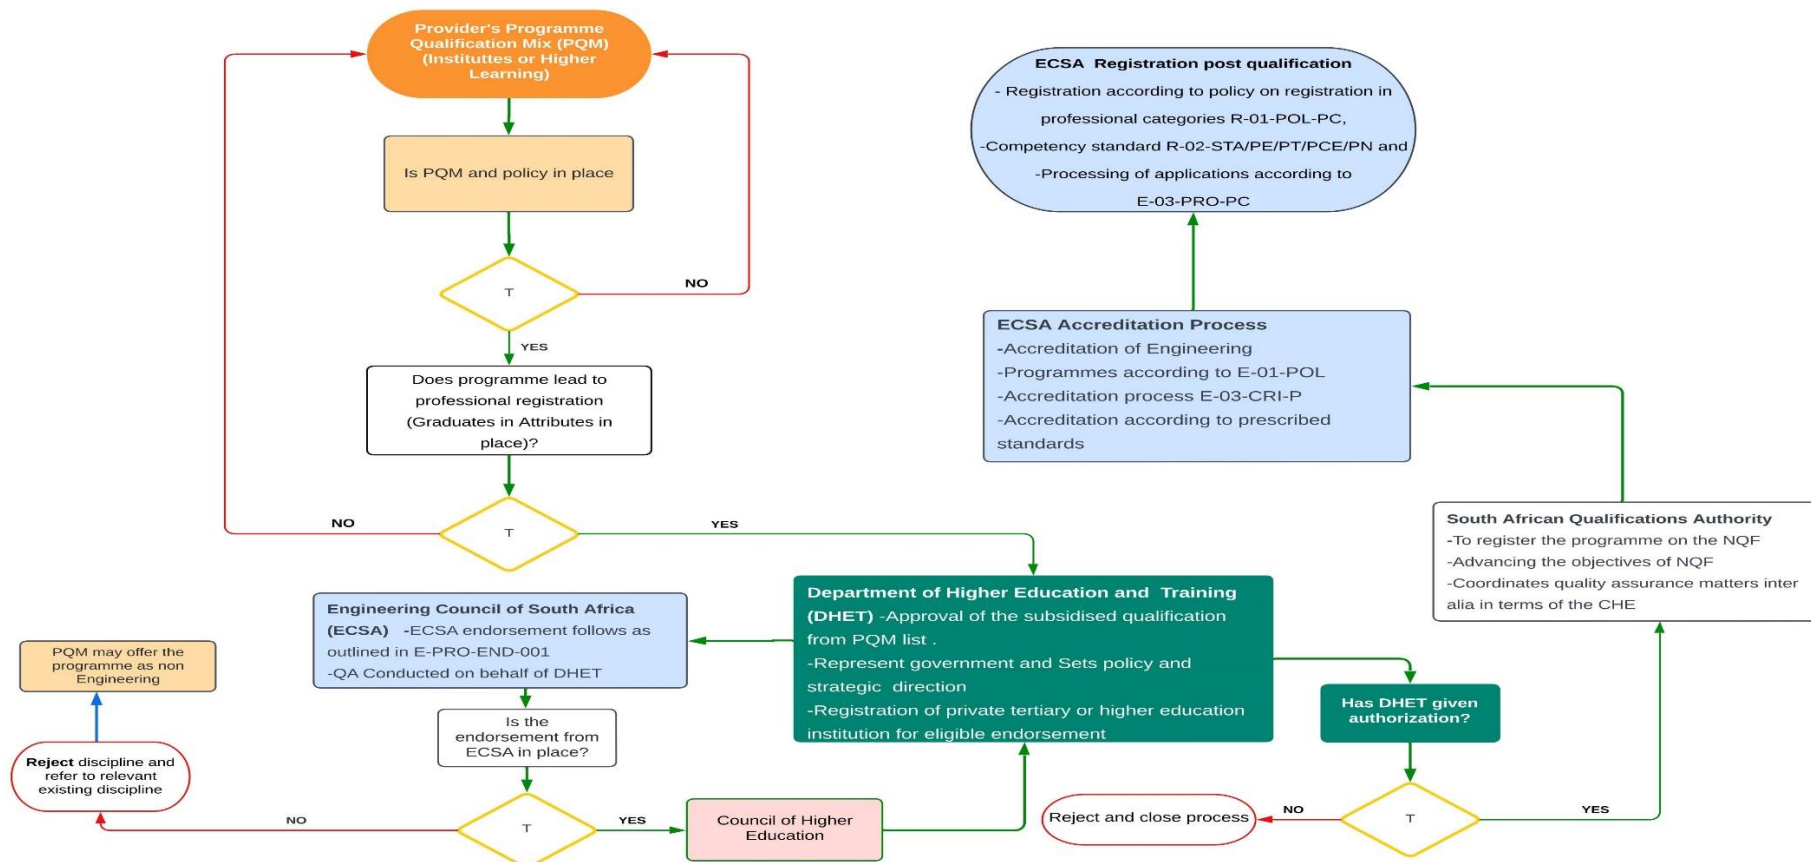 Provider's Programme
Qualification Mix (PQM)
(Instituttes or Higher
Learning)
Is PQM and policy in place
T
NO
YES
Does programme lead to
professional registration
(Graduates in Attributes in
place)?
T
NO
YES
Department of Higher Education and Training
(DHET) -Approval of the subsidised qualification
from PQM list .
-Represent government and Sets policy and
strategic direction
-Registration of private tertiary or higher education
institution for eligible endorsement
Engineering Council of South Africa
(ECSA) -ECSA endorsement follows as
outlined in E-PRO-END-001
-QA Conducted on behalf of DHET
Is the
endorsement from
ECSA in place?
T
NO
YES
Reject discipline and
refer to relevant
existing discipline
PQM may offer the
programme as non
Engineering
Council of Higher
Education
Has DHET given
authorization?
T
NO
YES
Reject and close process
South African Qualifications Authority
-To register the programme on the NQF
-Advancing the objectives of NQF
-Coordinates quality assurance matters inter
alia in terms of the CHE
ECSA Accreditation Process
-Accreditation of Engineering
-Programmes according to E-01-POL
-Accreditation process E-03-CRI-P
-Accreditation according to prescribed
standards
ECSA Registration post qualification
- Registration according to policy on registration in
professional categories R-01-POL-PC,
-Competency standard R-02-STA/PE/PT/PCE/PN and
-Processing of applications according to
E-03-PRO-PC